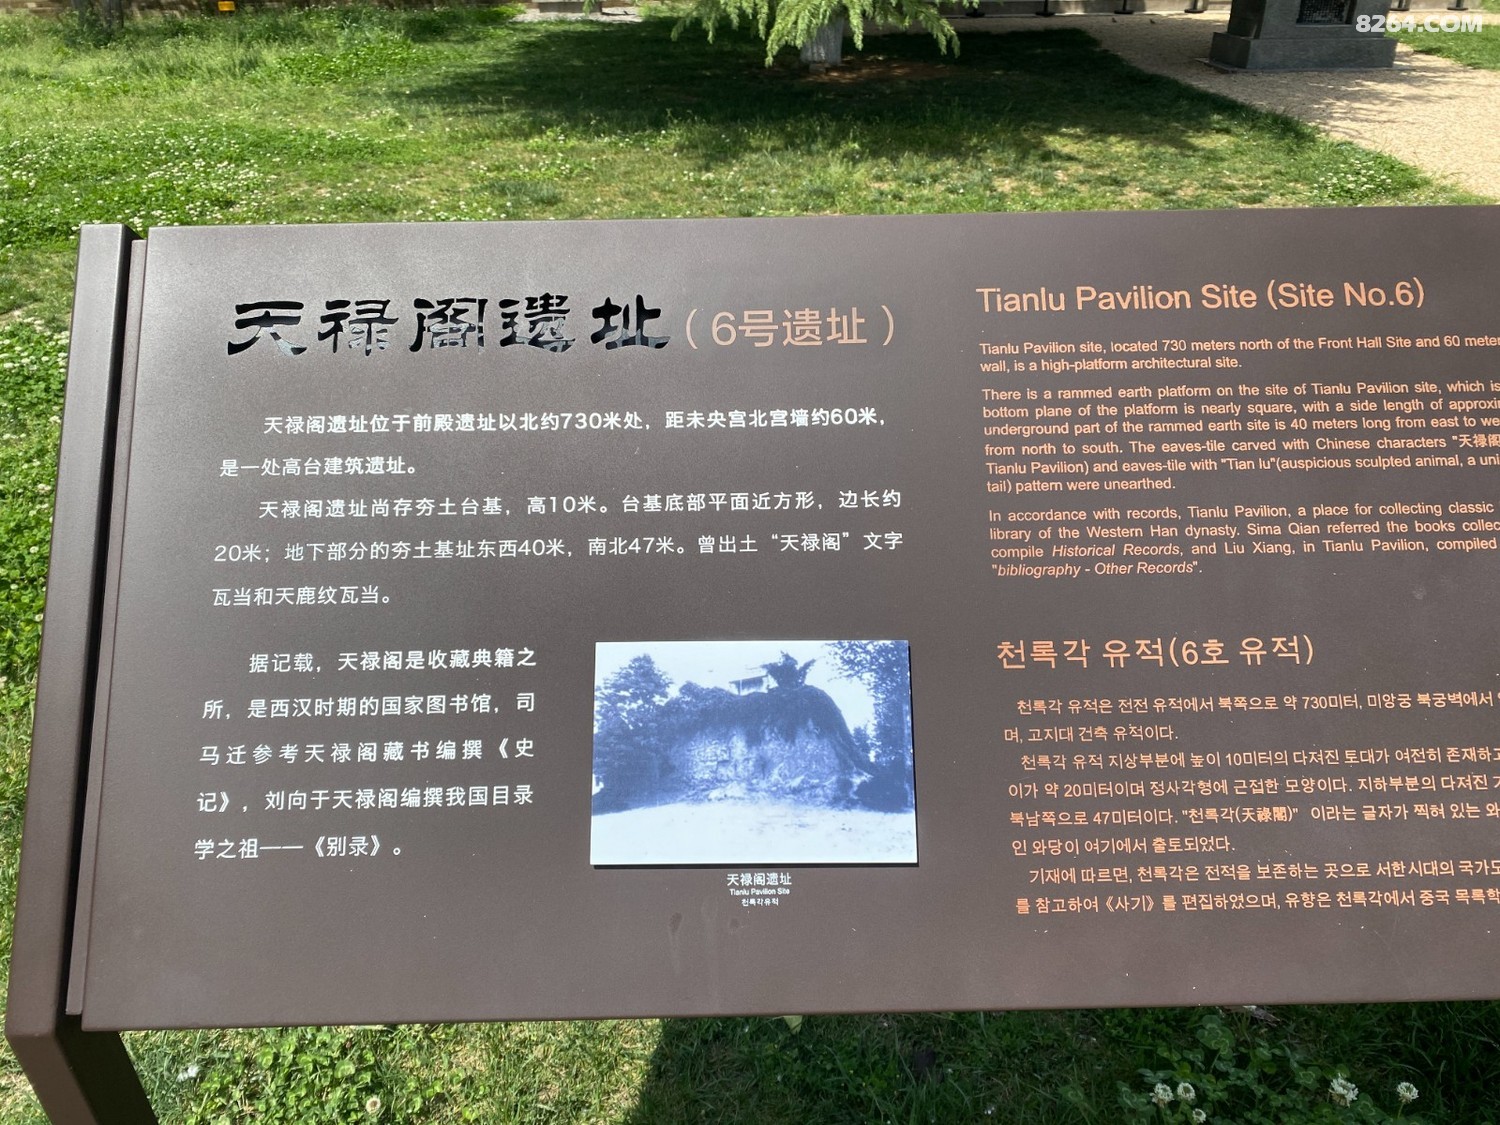 8264.COM
天禄阁遗址（6号遗址）
天禄阁遗址位于前殿遗址以北约730米处，距未央宫北宫墙约60米，
是一处高台建筑遗址。
天禄阁遗址尚存夯土台基，高10米。台基底部平面近方形，边长约
20米；地下部分的夯土基址东西40米，南北47米。曾出土“天禄阁”文字
瓦当和天鹿纹瓦当。
据记载，天禄阁是收藏典籍之
所，是西汉时期的国家图书馆，司
马迁参考天禄阁藏书编撰《史
记》，刘向于天禄阁编撰我国目录
学之祖——《别录》。
天禄阁遗址
Tianlu Pavilion Site
천록각유적
Tianlu Pavilion Site (Site No.6)
Tianlu Pavilion site, located 730 meters north of the Front Hall Site and 60 meter
wall, is a high-platform architectural site.
There is a rammed earth platform on the site of Tianlu Pavilion site, which is
bottom plane of the platform is nearly square, with a side length of approxi
underground part of the rammed earth site is 40 meters long from east to we
from north to south. The eaves-tile carved with Chinese characters "天禄阁
Tianlu Pavilion) and eaves-tile with "Tian lu"(auspicious sculpted animal, a uni
tail) pattern were unearthed.
In accordance with records, Tianlu Pavilion, a place for collecting classic
library of the Western Han dynasty. Sima Qian referred the books collec
compile Historical Records, and Liu Xiang, in Tianlu Pavilion, compiled
"bibliography - Other Records".
천록각 유적(6호 유적)
천록각 유적은 전전 유적에서 북쪽으로 약 730미터, 미앙궁 북궁벽에서
며, 고지대 건축 유적이다.
천록각 유적 지상부분에 높이 10미터의 다져진 토대가 여전히 존재하고
이가 약 20미터이며 정사각형에 근접한 모양이다. 지하부분의 다져진
북남쪽으로 47미터이다. "천록각(天祿閣)" 이라는 글자가 찍혀 있는 와
인 와당이 여기에서 출토되었다.
기재에 따르면, 천록각은 전적을 보존하는 곳으로 서한시대의 국가도
를 참고하여《사기》를 편집하였으며, 유향은 천록각에서 중국 목록학